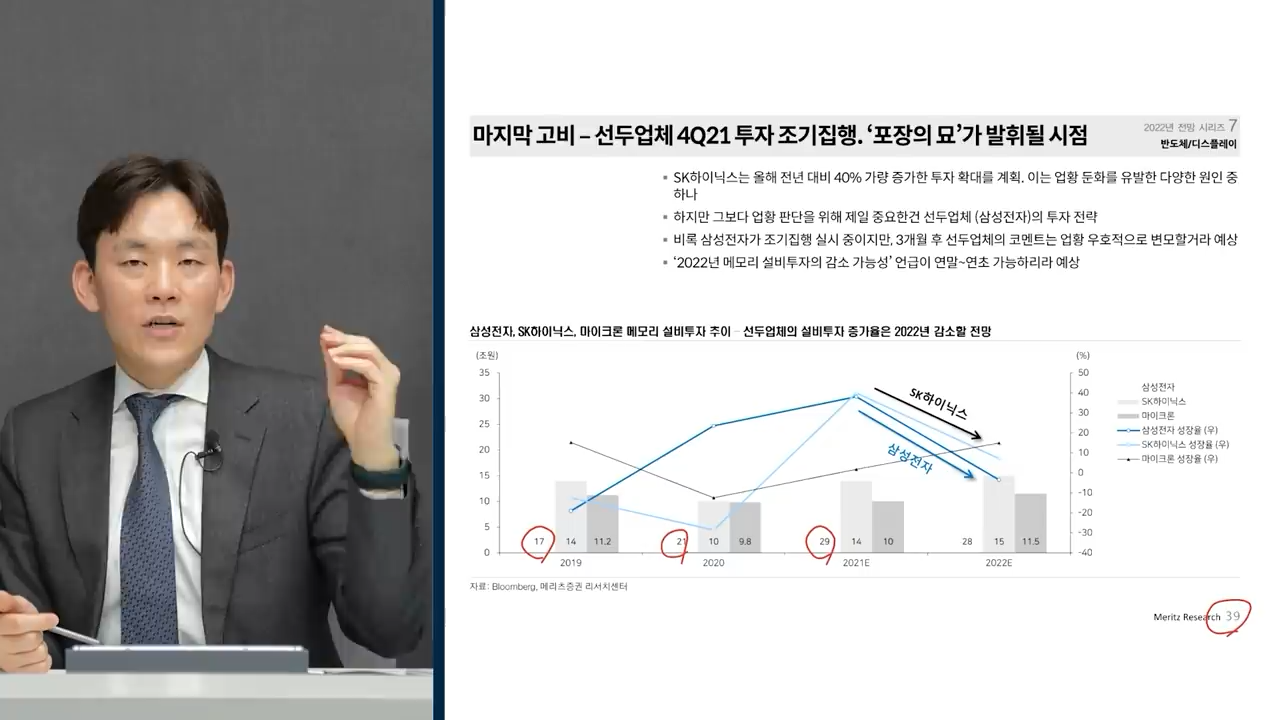 마지막 고비 – 선두업체 4Q21 투자 조기집행. ‘포장의 묘’가 발휘될 시점
2022년 전망 시리즈 7
반도체/디스플레이
▪ SK하이닉스는 올해 전년 대비 40% 가량 증가한 투자 확대를 계획. 이는 업황 둔화를 유발한 다양한 원인 중
하나
▪ 하지만 그보다 업황 판단을 위해 제일 중요한건 선두업체 (삼성전자)의 투자 전략
▪ 비록 삼성전자가 조기집행 실시 중이지만, 3개월 후 선두업체의 코멘트는 업황 우호적으로 변모할거라 예상
▪ ‘2022년 메모리 설비투자의 감소 가능성’ 언급이 연말~연초 가능하리라 예상
삼성전자, SK하이닉스, 마이크론 메모리 설비투자 추이 – 선두업체의 설비투자 증가율은 2022년 감소할 전망
(조원)
35
30
25
20
15
10
5
0
SK하이닉스
삼성전자
17 14 11.2
21 10 9.8
29 14 10
28 15 11.5
2019 2020 2021E 2022E
(%)
50
40
30
20
10
0
-10
-20
-30
-40
삼성전자
SK하이닉스
마이크론
삼성전자 성장율 (우)
SK하이닉스 성장율 (우)
마이크론 성장율 (우)
자료: Bloomberg, 메리츠증권 리서치센터
Meritz Research 39